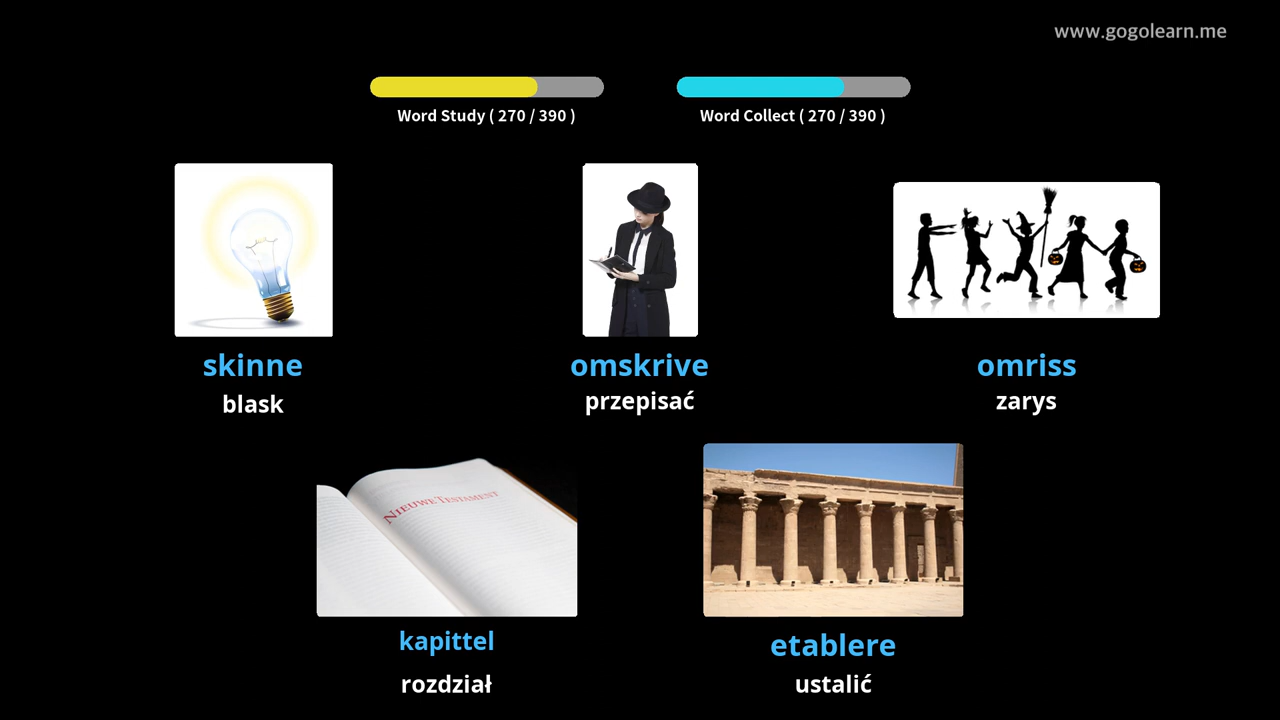 www.gogolearn.me
Word Study ( 270 / 390 )
Word Collect ( 270 / 390 )
skinne
blask
omskrive
przepisać
omriss
zarys
NIEUWE TESTAMENT
kapittel
rozdział
etablere
ustalić